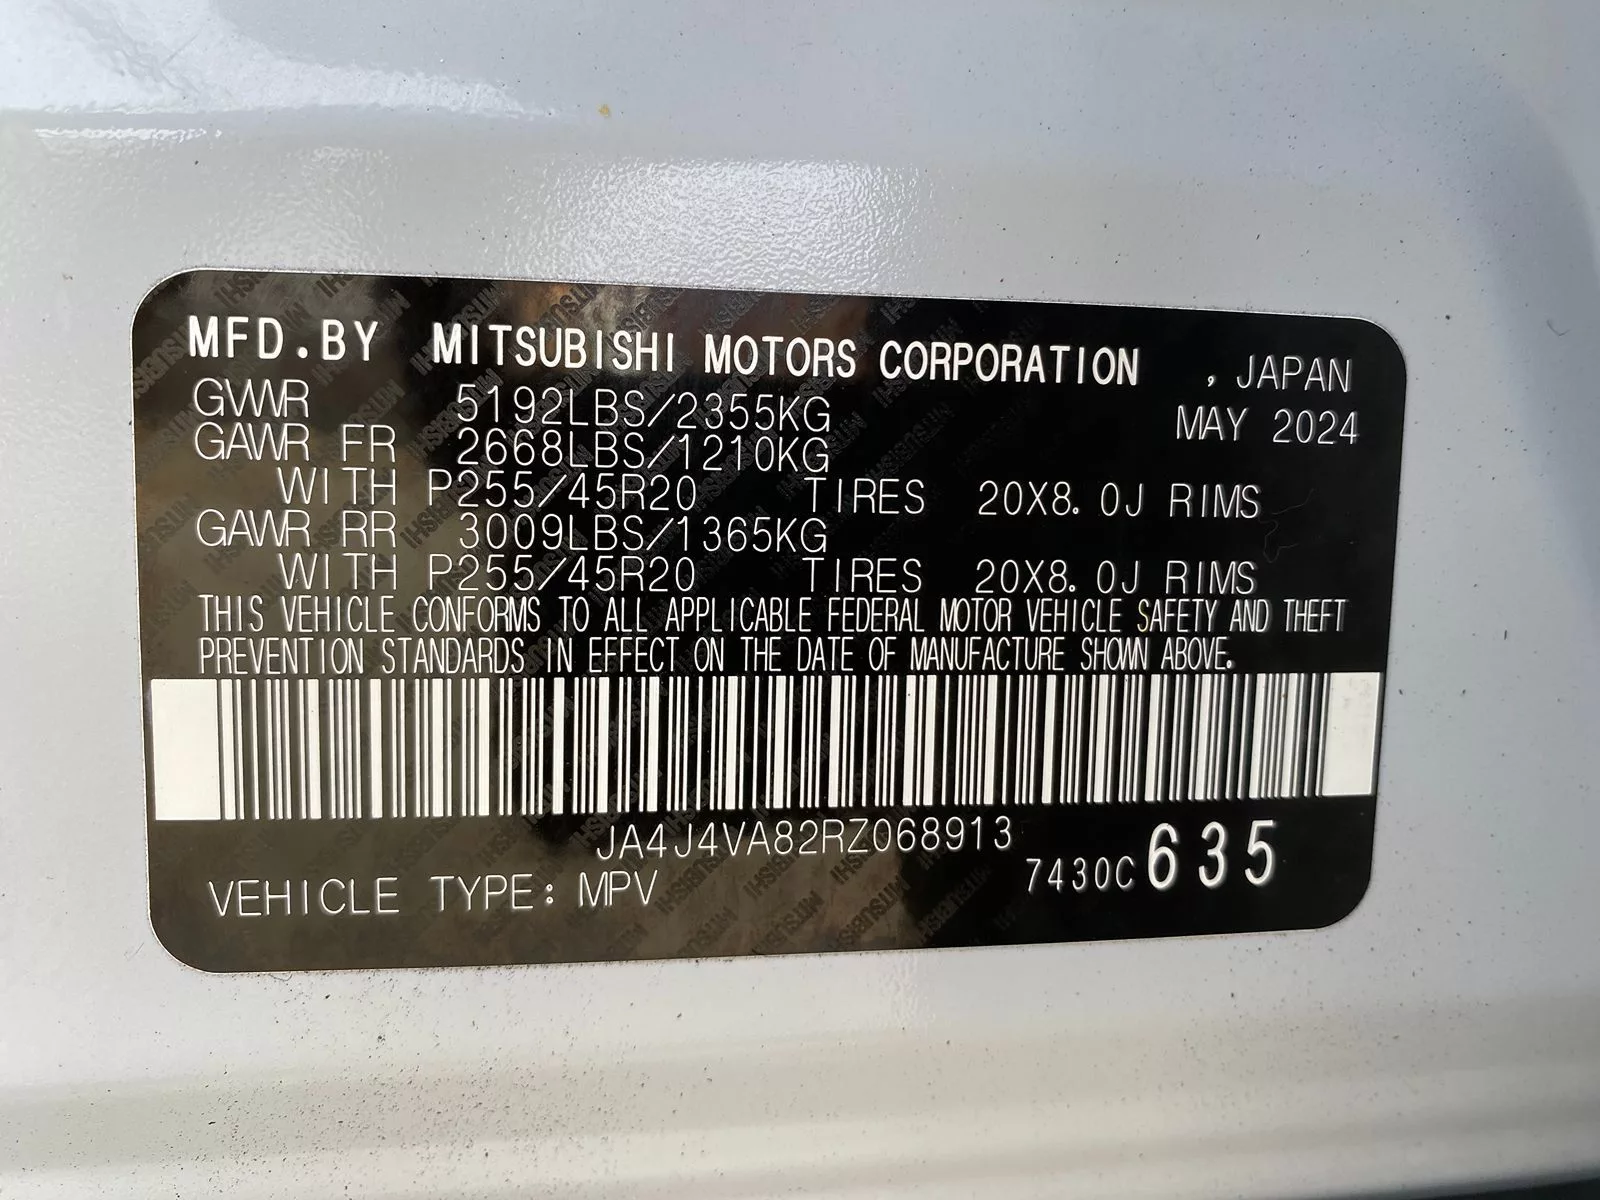 MFD.BY MITSUBISHI MOTORS CORPORATION , JAPAN
GVWR 5192LBS/2355KG MAY 2024
GAWR FR 2668LBS/1210KG
WITH P255/45R20 TIRES 20X8.0J RIMS
GAWR RR 3009LBS/1365KG
WITH P255/45R20 TIRES 20X8.0J RIMS
THIS VEHICLE CONFORMS TO ALL APPLICABLE FEDERAL MOTOR VEHICLE SAFETY AND THEFT
PREVENTION STANDARDS IN EFFECT ON THE DATE OF MANUFACTURE SHOWN ABOVE.
JA4J4VA82RZ068913
VEHICLE TYPE: MPV 7430C 635